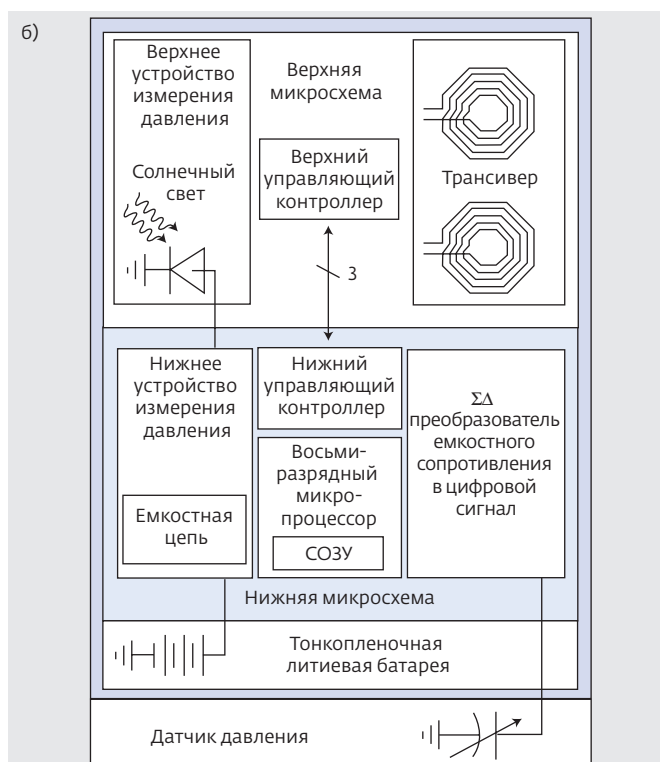 б)
Верхнее
устройство
измерения
давления
Солнечный
свет
Верхняя
микросхема
Верхний
управляющий
контроллер
3
Трансивер
Нижнее
устройство
измерения
давления
Емкостная
цепь
Нижний
управляющий
контроллер
Восьми-
разрядный
микро-
процессор
СОЗУ
ΣΔ
преобразователь
емкостного
сопротивления
в цифровой
сигнал
Нижняя микросхема
Тонкопленочная
литиевая батарея
Датчик давления